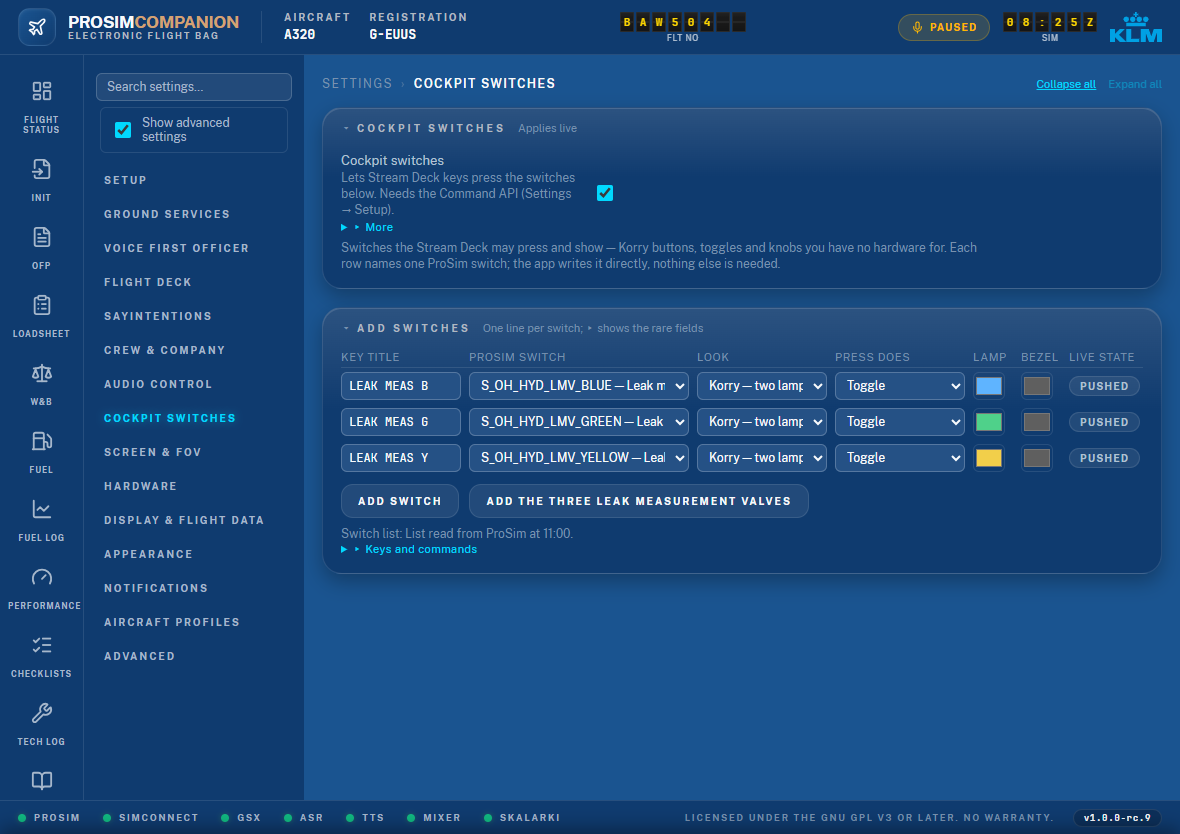 PROSIMCOMPANION
ELECTRONIC FLIGHT BAG
AIRCRAFT
A320
REGISTRATION
G-EUUS
BAW504
FLT NO
PAUSED
08:25Z
SIM
KLM
FLIGHT STATUS
INIT
OFP
LOADSHEET
W&B
FUEL
FUEL LOG
PERFORMANCE
CHECKLISTS
TECH LOG
Search settings...
Show advanced
settings
SETUP
GROUND SERVICES
VOICE FIRST OFFICER
FLIGHT DECK
SAYINTENTIONS
CREW & COMPANY
AUDIO CONTROL
COCKPIT SWITCHES
SCREEN & FOV
HARDWARE
DISPLAY & FLIGHT DATA
APPEARANCE
NOTIFICATIONS
AIRCRAFT PROFILES
ADVANCED
SETTINGS › COCKPIT SWITCHES
Collapse all Expand all
COCKPIT SWITCHES Applies live
Cockpit switches
Lets Stream Deck keys press the switches
below. Needs the Command API (Settings
→ Setup).
More
Switches the Stream Deck may press and show — Korry buttons, toggles and knobs you have no hardware for. Each
row names one ProSim switch; the app writes it directly, nothing else is needed.
ADD SWITCHES One line per switch; ▸ shows the rare fields
KEY TITLE PROSIM SWITCH LOOK PRESS DOES LAMP BEZEL LIVE STATE
LEAK MEAS B S_OH_HYD_LMV_BLUE — Leak m Korry — two lamp Toggle PUSHED
LEAK MEAS G S_OH_HYD_LMV_GREEN — Leak Korry — two lamp Toggle PUSHED
LEAK MEAS Y S_OH_HYD_LMV_YELLOW — Leal Korry — two lamp Toggle PUSHED
ADD SWITCH ADD THE THREE LEAK MEASUREMENT VALVES
Switch list: List read from ProSim at 11:00.
Keys and commands
PROSIM SIMCONNECT GSX ASR TTS MIXER SKALARKI
LICENSED UNDER THE GNU GPL V3 OR LATER. NO WARRANTY.
v1.0.0-rc.9